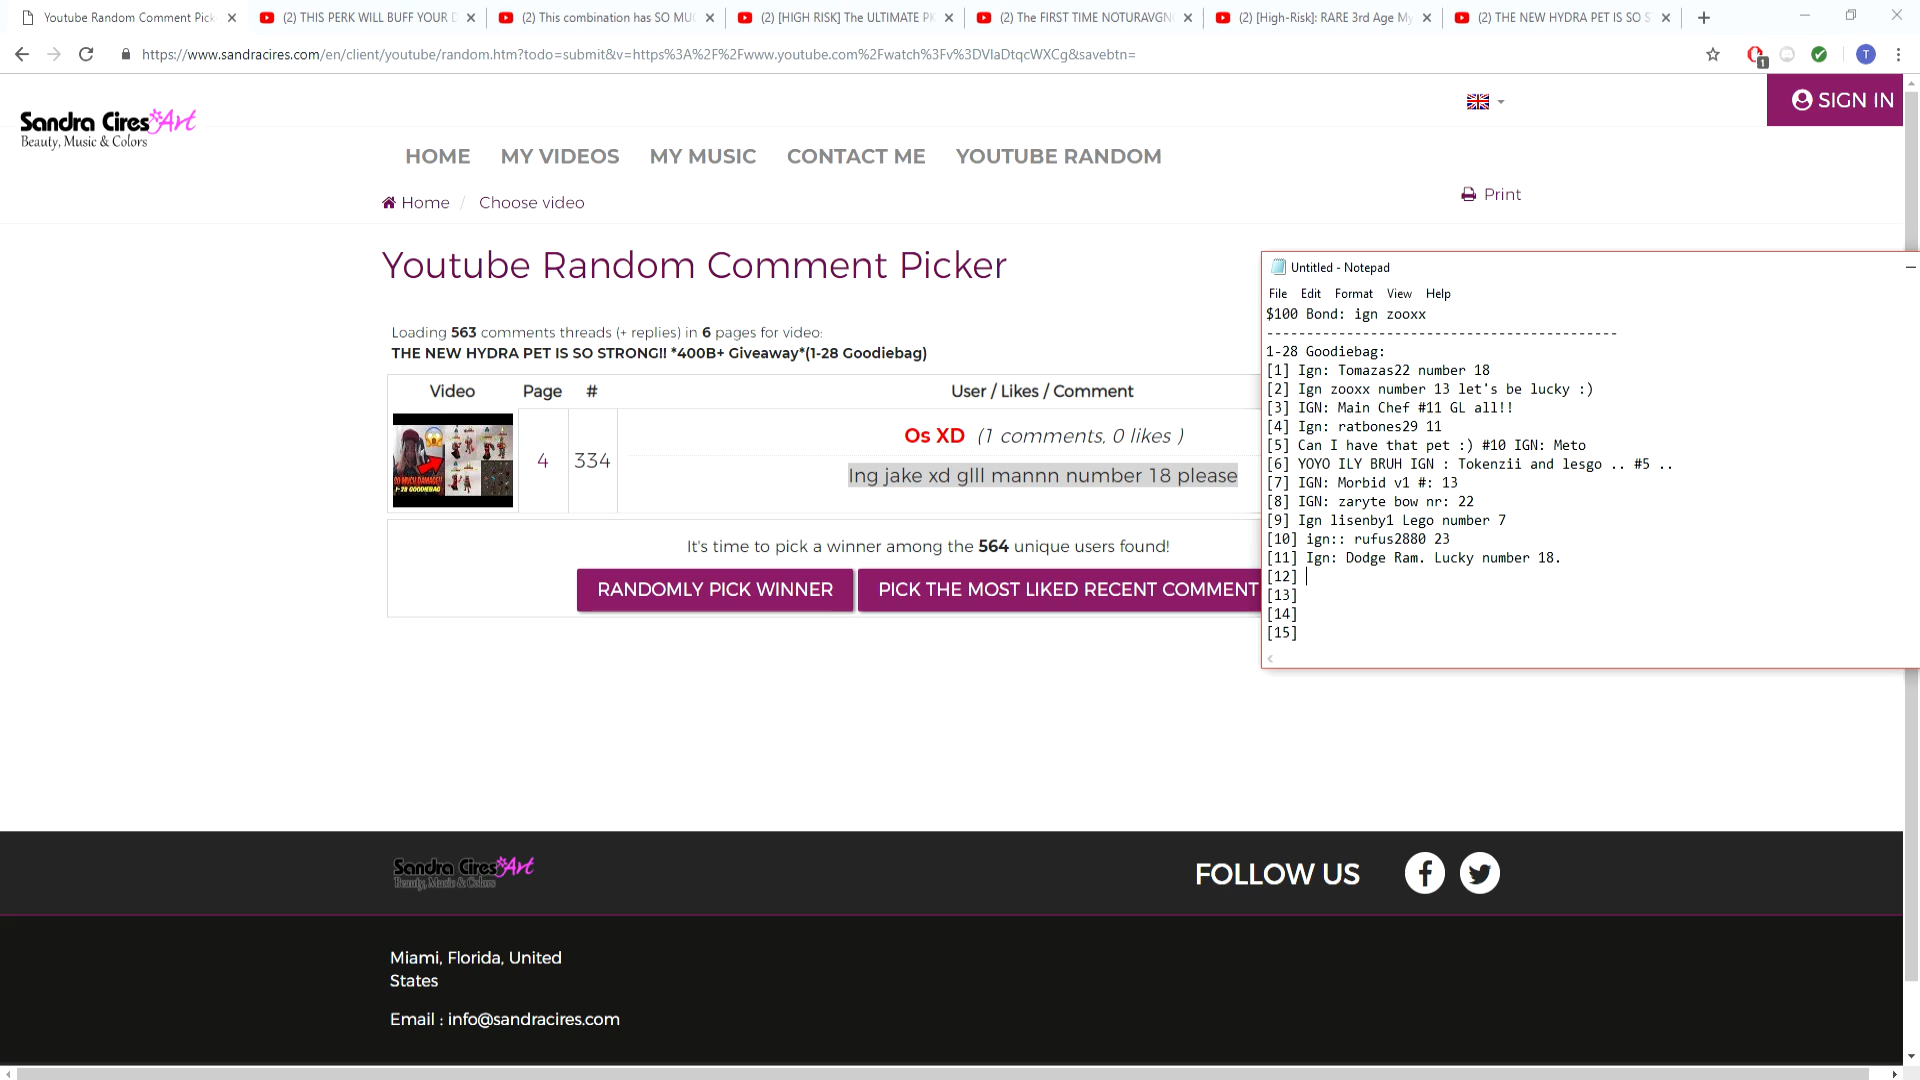 Youtube Random Comment Pick
(2) THIS PERK WILL BUFF YOUR D
(2) This combination has SO MUC
(2) [HIGH RISK] The ULTIMATE PK
(2) The FIRST TIME NOTURAVGN
(2) [High-Risk]: RARE 3rd Age My
(2) THE NEW HYDRA PET IS SO S
https://www.sandracires.com/en/client/youtube/random.htm?todo=submit&v=https%3A%2F%2Fwww.youtube.com%2Fwatch%3Fv%3DVIaDtqcWXCg&savebtn=
1
T
Sandra Cires Art
Beauty, Music & Colors
SIGN IN
HOME MY VIDEOS MY MUSIC CONTACT ME YOUTUBE RANDOM
Home / Choose video
Print
Youtube Random Comment Picker
Loading 563 comments threads (+ replies) in 6 pages for video:
THE NEW HYDRA PET IS SO STRONG!! *400B+ Giveaway*(1-28 Goodiebag)
Video Page # User / Likes / Comment
SO MUCH DAMAGE!!
1-28 GOODIEBAG
4 334
Os XD (1 comments, 0 likes )
Ing jake xd glll mannn number 18 please
It's time to pick a winner among the 564 unique users found!
RANDOMLY PICK WINNER
PICK THE MOST LIKED RECENT COMMENT
Untitled - Notepad
File Edit Format View Help
$100 Bond: ign zooxx
--------------------------------------------
1-28 Goodiebag:
[1] Ign: Tomazas22 number 18
[2] Ign zooxx number 13 let's be lucky :)
[3] IGN: Main Chef #11 GL all!!
[4] Ign: ratbones29 11
[5] Can I have that pet :) #10 IGN: Meto
[6] YOYO ILY BRUH IGN : Tokenzii and lesgo .. #5 ..
[7] IGN: Morbid v1 #: 13
[8] IGN: zaryte bow nr: 22
[9] Ign lisenby1 Lego number 7
[10] ign:: rufus2880 23
[11] Ign: Dodge Ram. Lucky number 18.
[12]
[13]
[14]
[15]
Sandra Cires Art
Beauty, Music & Colors
FOLLOW US
Miami, Florida, United
States
Email : info@sandracires.com